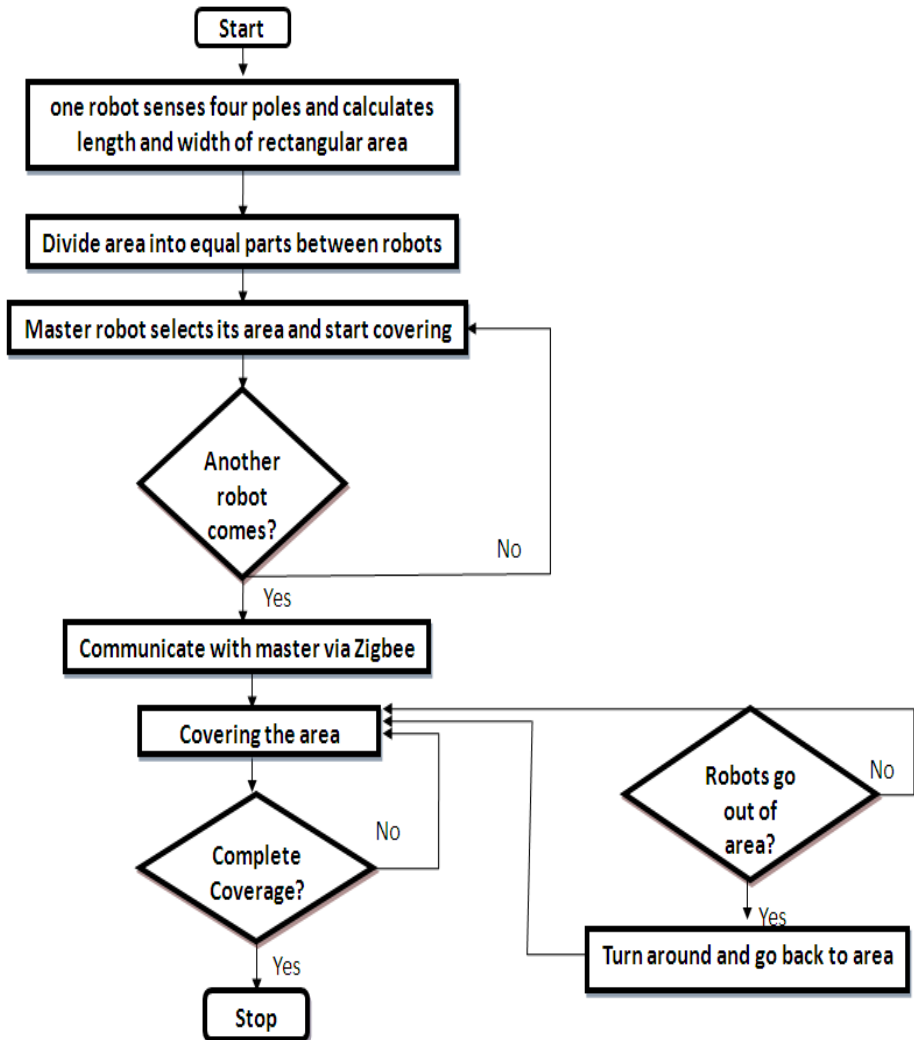 Start
one robot senses four poles and calculates
length and width of rectangular area
Divide area into equal parts between robots
Master robot selects its area and start covering
Another
robot
comes?
No
Yes
Communicate with master via Zigbee
Covering the area
Robots go
out of
area?
No
Complete
Coverage?
No
Yes
Turn around and go back to area
Yes
Stop